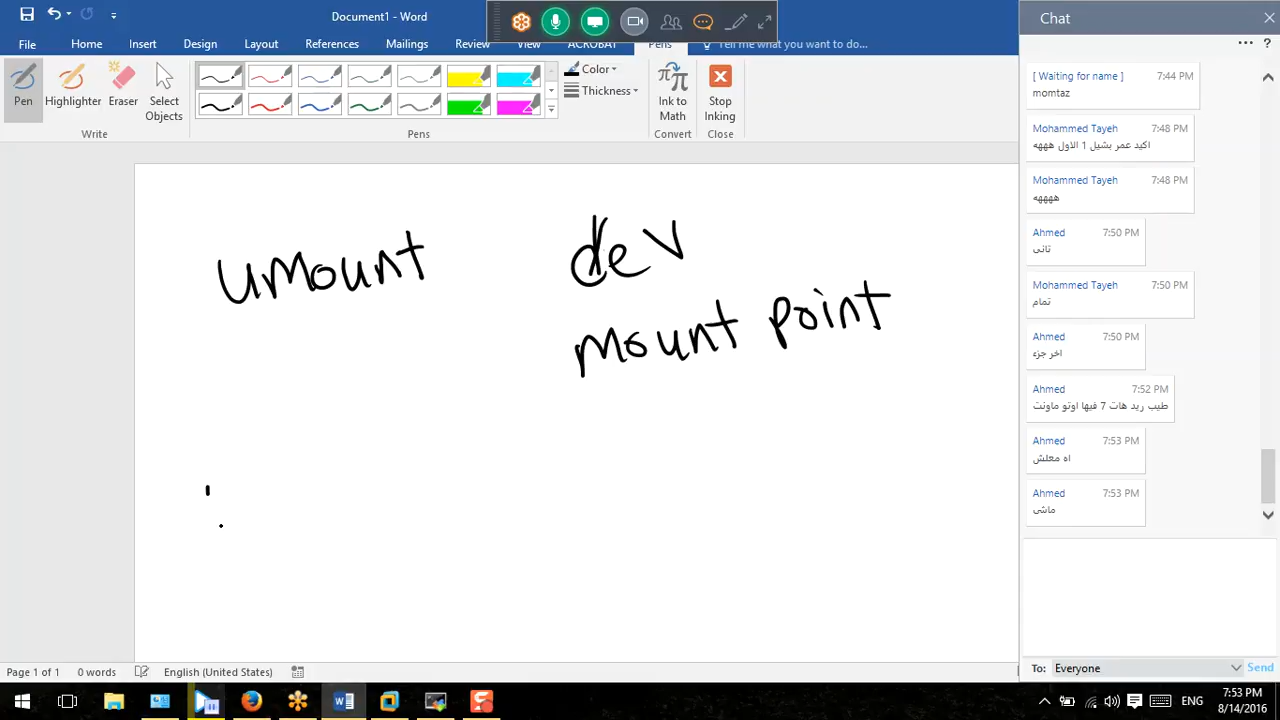 Document1 - Word
Chat
File
Home
Insert
Design
Layout
References
Mailings
Review
View
ACROBAT
Pens
Tell me what you want to do...
Pen
Highlighter
Eraser
Select Objects
Color
Thickness
Ink to Math
Stop Inking
Write
Pens
Convert
Close
[ Waiting for name ] 7:44 PM
momtaz
Mohammed Tayeh 7:48 PM
اكيد عمر بشيل 1 الاول هههه
Mohammed Tayeh 7:48 PM
ههههه
Ahmed 7:50 PM
تانى
Mohammed Tayeh 7:50 PM
تمام
Ahmed 7:50 PM
اخر جزء
Ahmed 7:52 PM
طيب ريد هات 7 فيها اوتو ماونت
Ahmed 7:53 PM
اه معلش
Ahmed 7:53 PM
ماشى
umount dev
mount point
To: Everyone Send
Page 1 of 1 0 words English (United States)
ENG
7:53 PM
8/14/2016